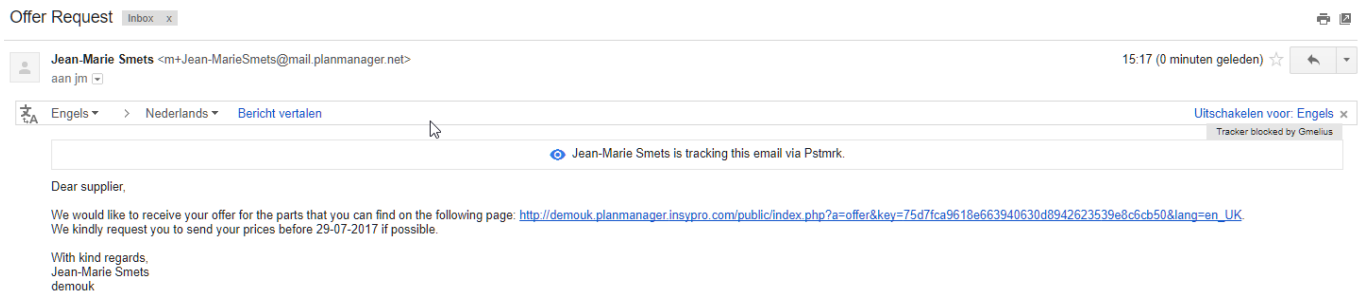 Offer Request Inbox x
Jean-Marie Smets <m+Jean-MarieSmets@mail.planmanager.net> 15:17 (0 minuten geleden)
aan jm
Engels > Nederlands Bericht vertalen Uitschakelen voor: Engels x
Tracker blocked by Gmelius
Jean-Marie Smets is tracking this email via Pstmrk.
Dear supplier,
We would like to receive your offer for the parts that you can find on the following page: http://demouk.planmanager.insypro.com/public/index.php?a=offer&key=75d7fca9618e663940630d8942623539e8c6cb50&lang=en_UK.
We kindly request you to send your prices before 29-07-2017 if possible.
With kind regards,
Jean-Marie Smets
demouk